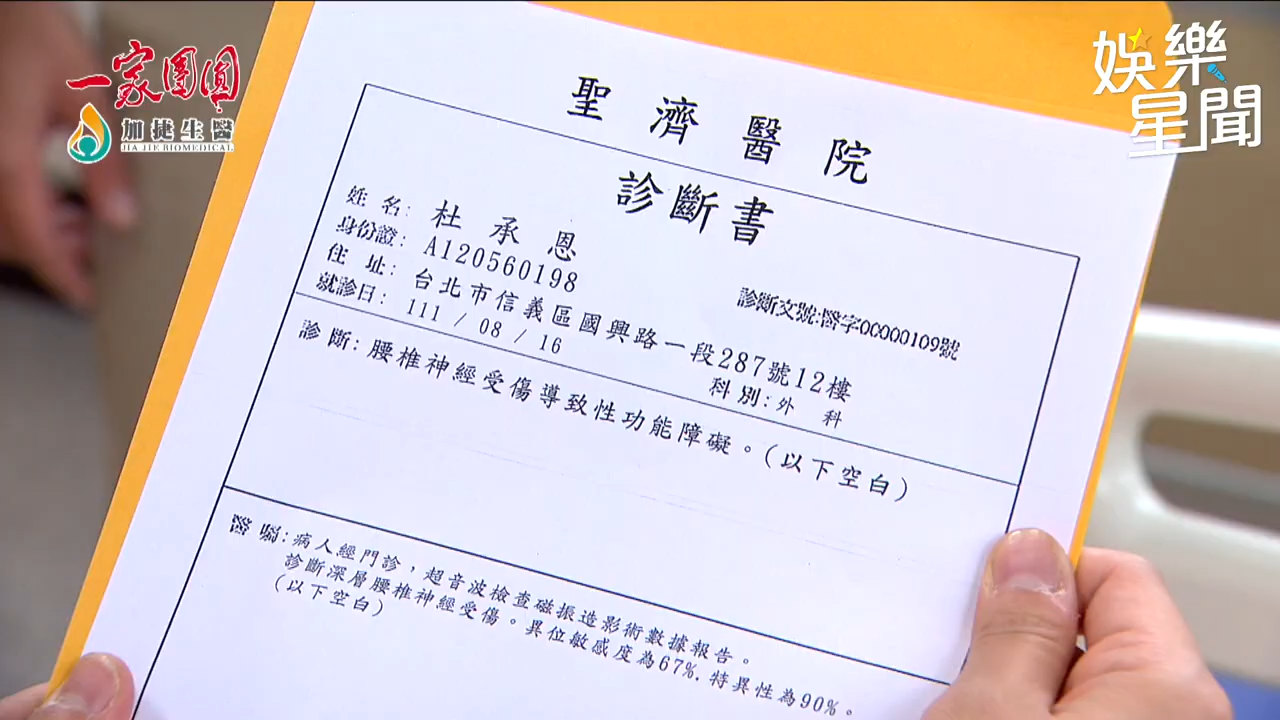 一家團圓
加捷生醫
JIA JIE BIOMEDICAL
娛樂
星聞
聖濟醫院
診斷書
姓名: 杜承恩
身份證: A120560198
診斷文號:醫字00000109號
住址: 台北市信義區國興路一段287號12樓
就診日: 111 / 08 / 16
科別: 外科
診斷: 腰椎神經受傷導致性功能障礙。(以下空白)
醫囑: 病人經門診,超音波檢查磁振造影術數據報告。
診斷深層腰椎神經受傷。異位敏感度為67%.特異性為90%。
(以下空白)